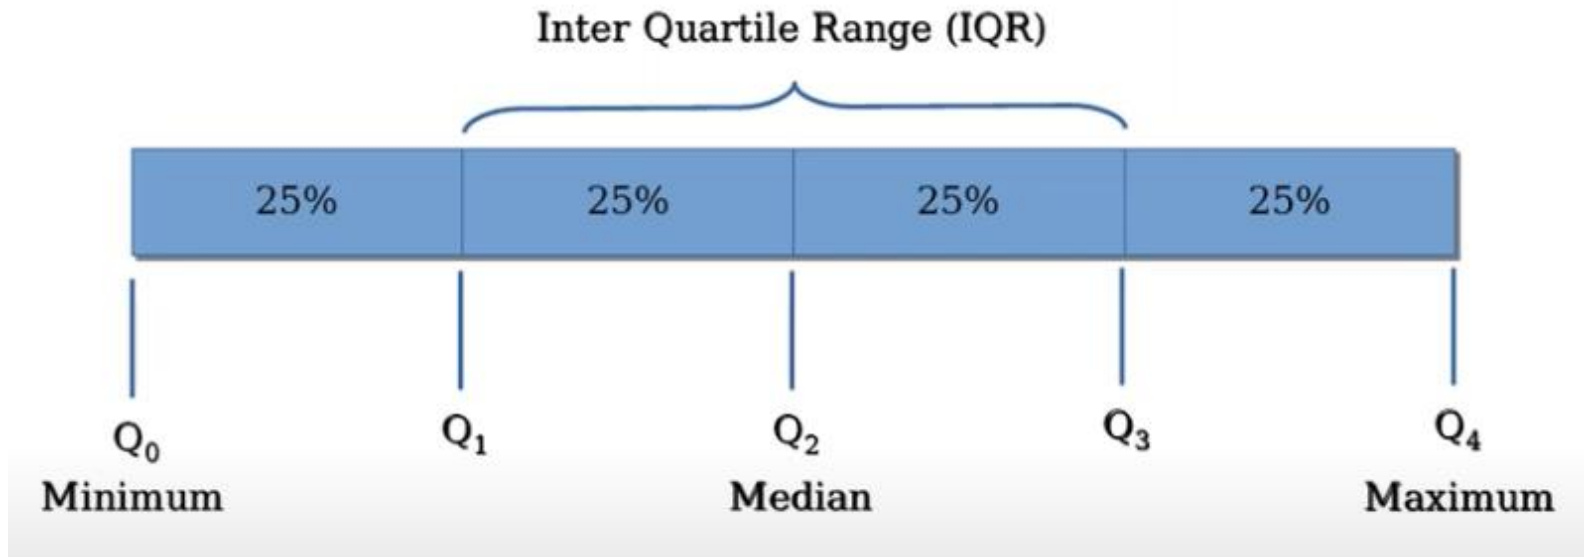 Inter Quartile Range (IQR)
25% 25% 25% 25%
Q₀ Q₁ Q₂ Q₃ Q₄
Minimum Median Maximum